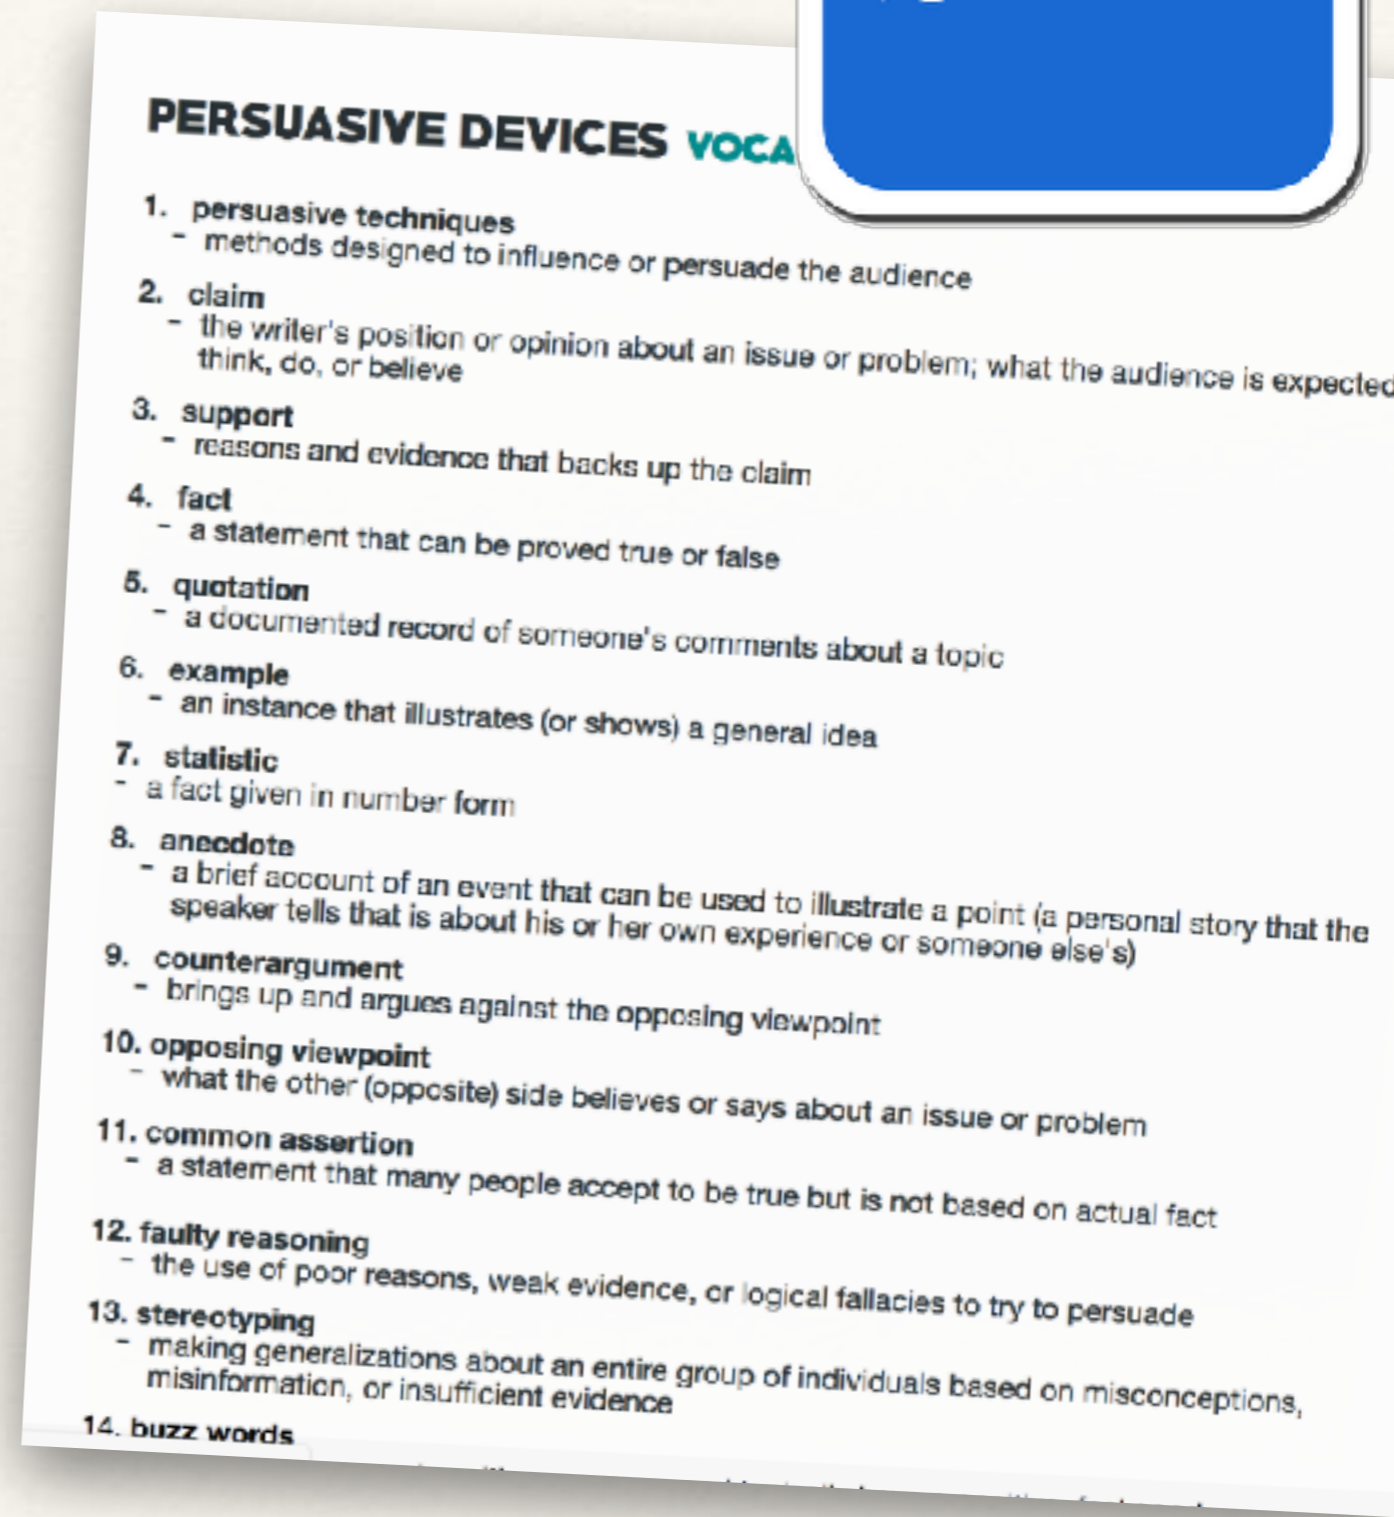 PERSUASIVE DEVICES VOCA
1. persuasive techniques
- methods designed to influence or persuade the audience
2. claim
- the writer's position or opinion about an issue or problem; what the audience is expected
think, do, or believe
3. support
- reasons and evidence that backs up the claim
4. fact
- a statement that can be proved true or false
5. quotation
- a documented record of someone's comments about a topic
6. example
- an instance that illustrates (or shows) a general idea
7. statistic
- a fact given in number form
8. anecdote
- a brief account of an event that can be used to illustrate a point (a personal story that the
speaker tells that is about his or her own experience or someone else's)
9. counterargument
- brings up and argues against the opposing viewpoint
10. opposing viewpoint
- what the other (opposite) side believes or says about an issue or problem
11. common assertion
- a statement that many people accept to be true but is not based on actual fact
12. faulty reasoning
- the use of poor reasons, weak evidence, or logical fallacies to try to persuade
13. stereotyping
- making generalizations about an entire group of individuals based on misconceptions,
misinformation, or insufficient evidence
14. buzz words